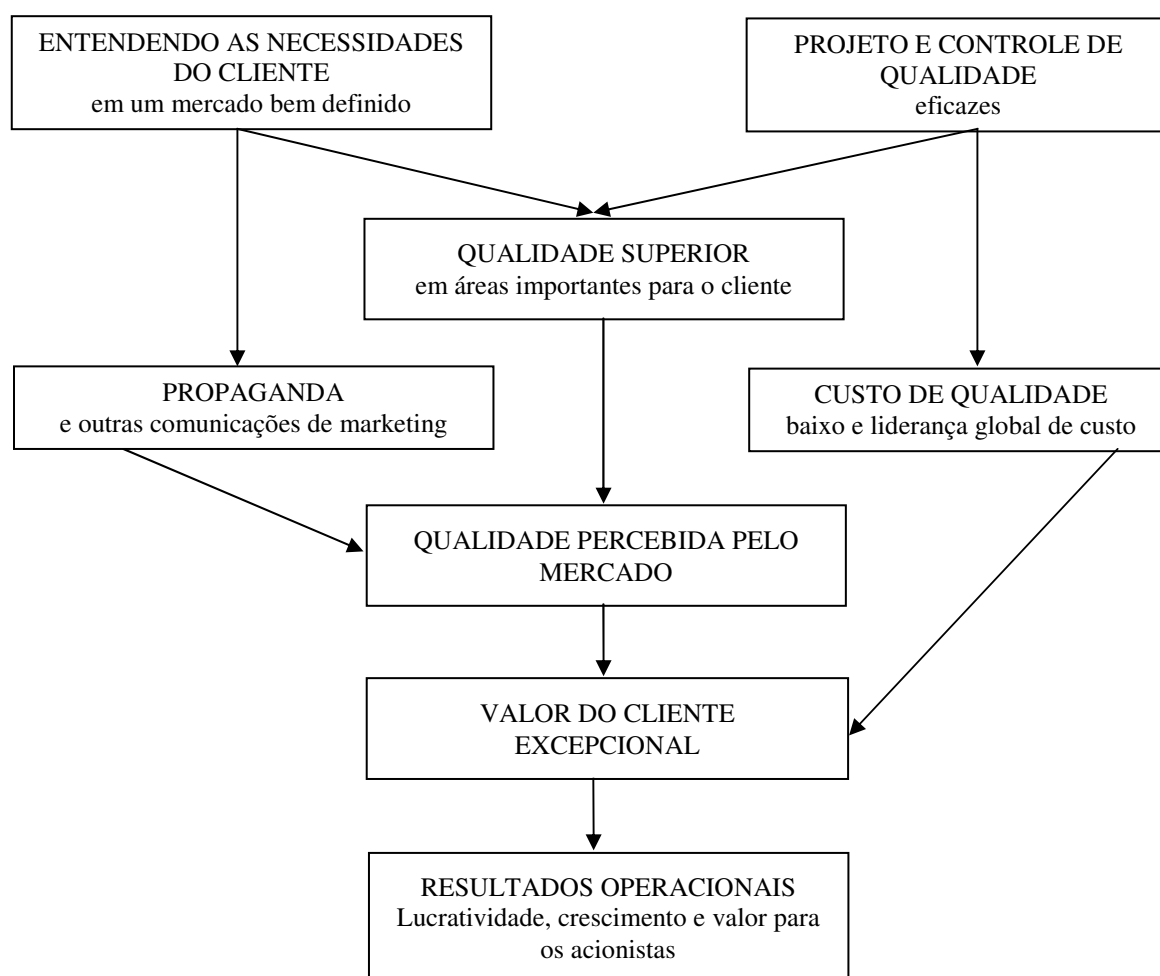 ENTENDENDO AS NECESSIDADES
DO CLIENTE
em um mercado bem definido
PROJETO E CONTROLE DE
QUALIDADE
eficazes
QUALIDADE SUPERIOR
em áreas importantes para o cliente
PROPAGANDA
e outras comunicações de marketing
CUSTO DE QUALIDADE
baixo e liderança global de custo
QUALIDADE PERCEBIDA PELO
MERCADO
VALOR DO CLIENTE
EXCEPCIONAL
RESULTADOS OPERACIONAIS
Lucratividade, crescimento e valor para
os acionistas